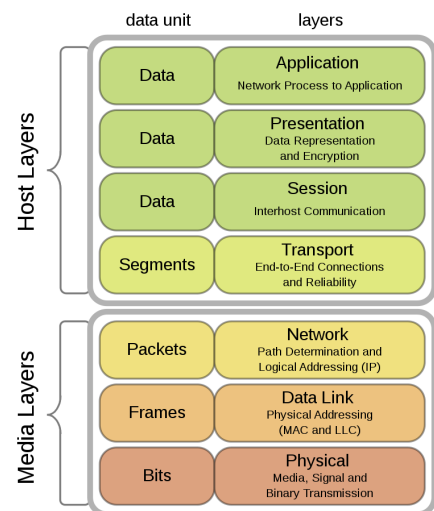 data unit layers
Host Layers
Data
Application
Network Process to Application
Data
Presentation
Data Representation
and Encryption
Data
Session
Interhost Communication
Segments
Transport
End-to-End Connections
and Reliability
Media Layers
Packets
Network
Path Determination and
Logical Addressing (IP)
Frames
Data Link
Physical Addressing
(MAC and LLC)
Bits
Physical
Media, Signal and
Binary Transmission